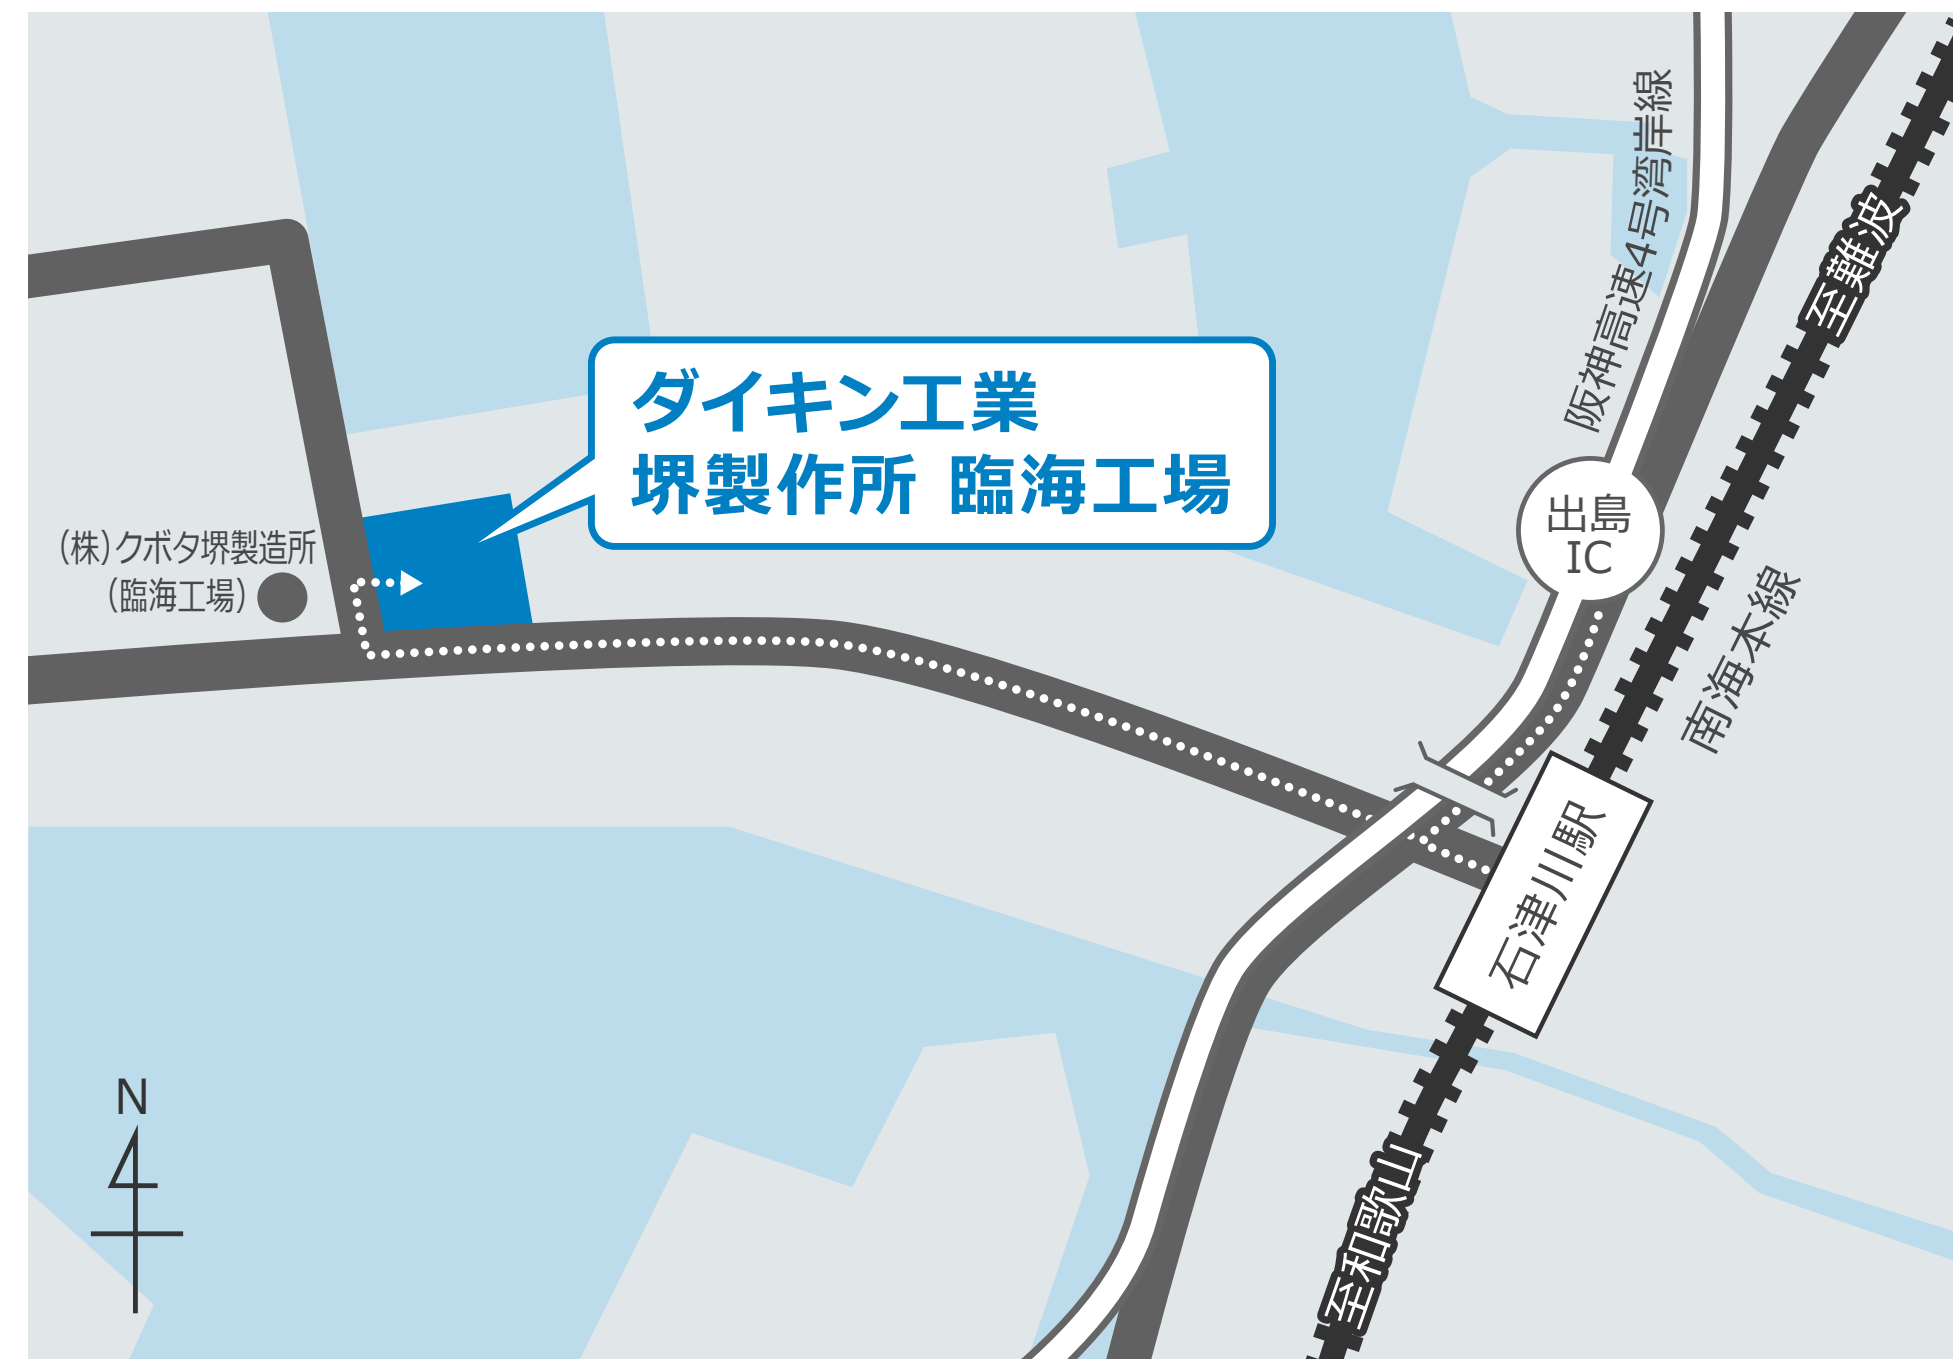 阪神高速4号湾岸線
至難波
ダイキン工業
堺製作所 臨海工場
出島
IC
(株)クボタ堺製造所
(臨海工場)
南海本線
石津川駅
N
至和歌山